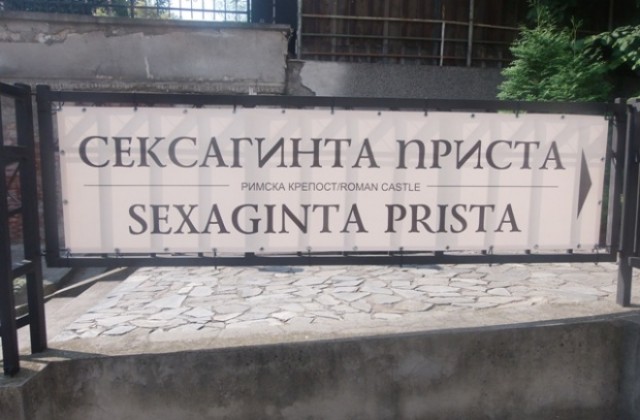 СЕКСАГИНТА ПРИСТА
РИМСКА КРЕПОСТ/ROMAN CASTLE
SEXAGINTA PRISTA